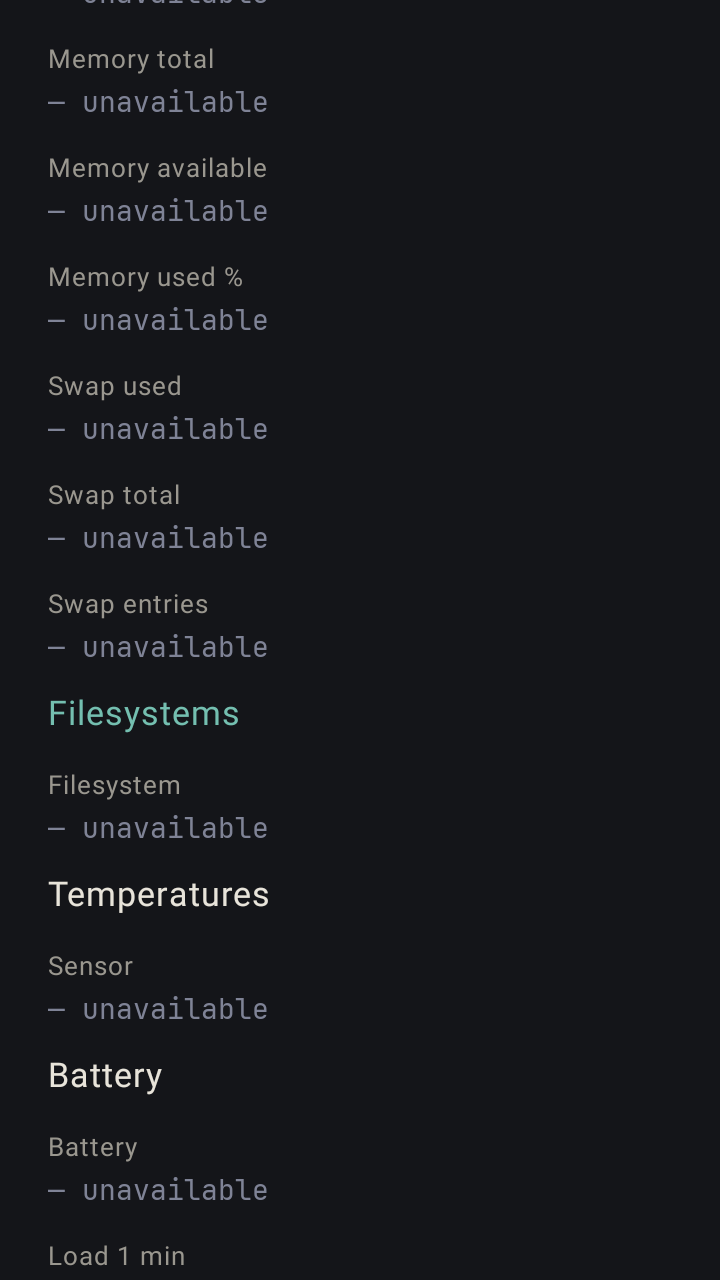 — unavailable
Memory total
— unavailable
Memory available
— unavailable
Memory used %
— unavailable
Swap used
— unavailable
Swap total
— unavailable
Swap entries
— unavailable
Filesystems
Filesystem
— unavailable
Temperatures
Sensor
— unavailable
Battery
Battery
— unavailable
Load 1 min